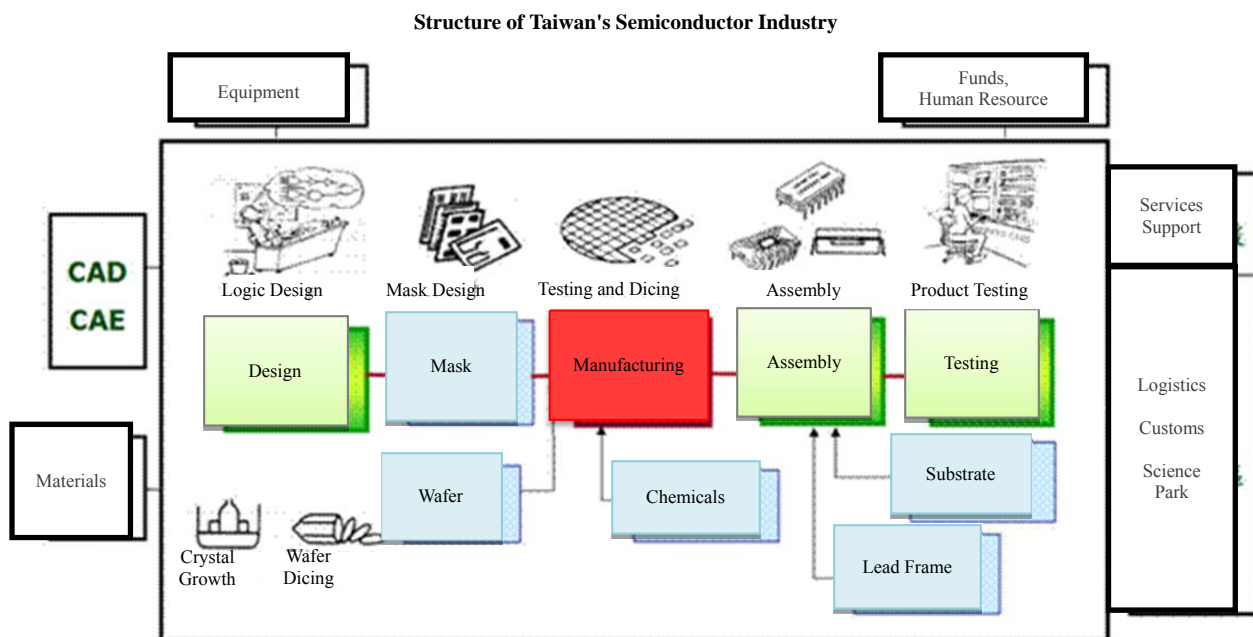 Structure of Taiwan's Semiconductor Industry
Equipment
Funds,
Human Resource
CAD
CAE
Materials
Services
Support
Logistics
Customs
Science
Park
Logic Design
Mask Design
Testing and Dicing
Assembly
Product Testing
Design
Mask
Manufacturing
Assembly
Testing
Wafer
Chemicals
Substrate
Lead Frame
Crystal
Growth
Wafer
Dicing